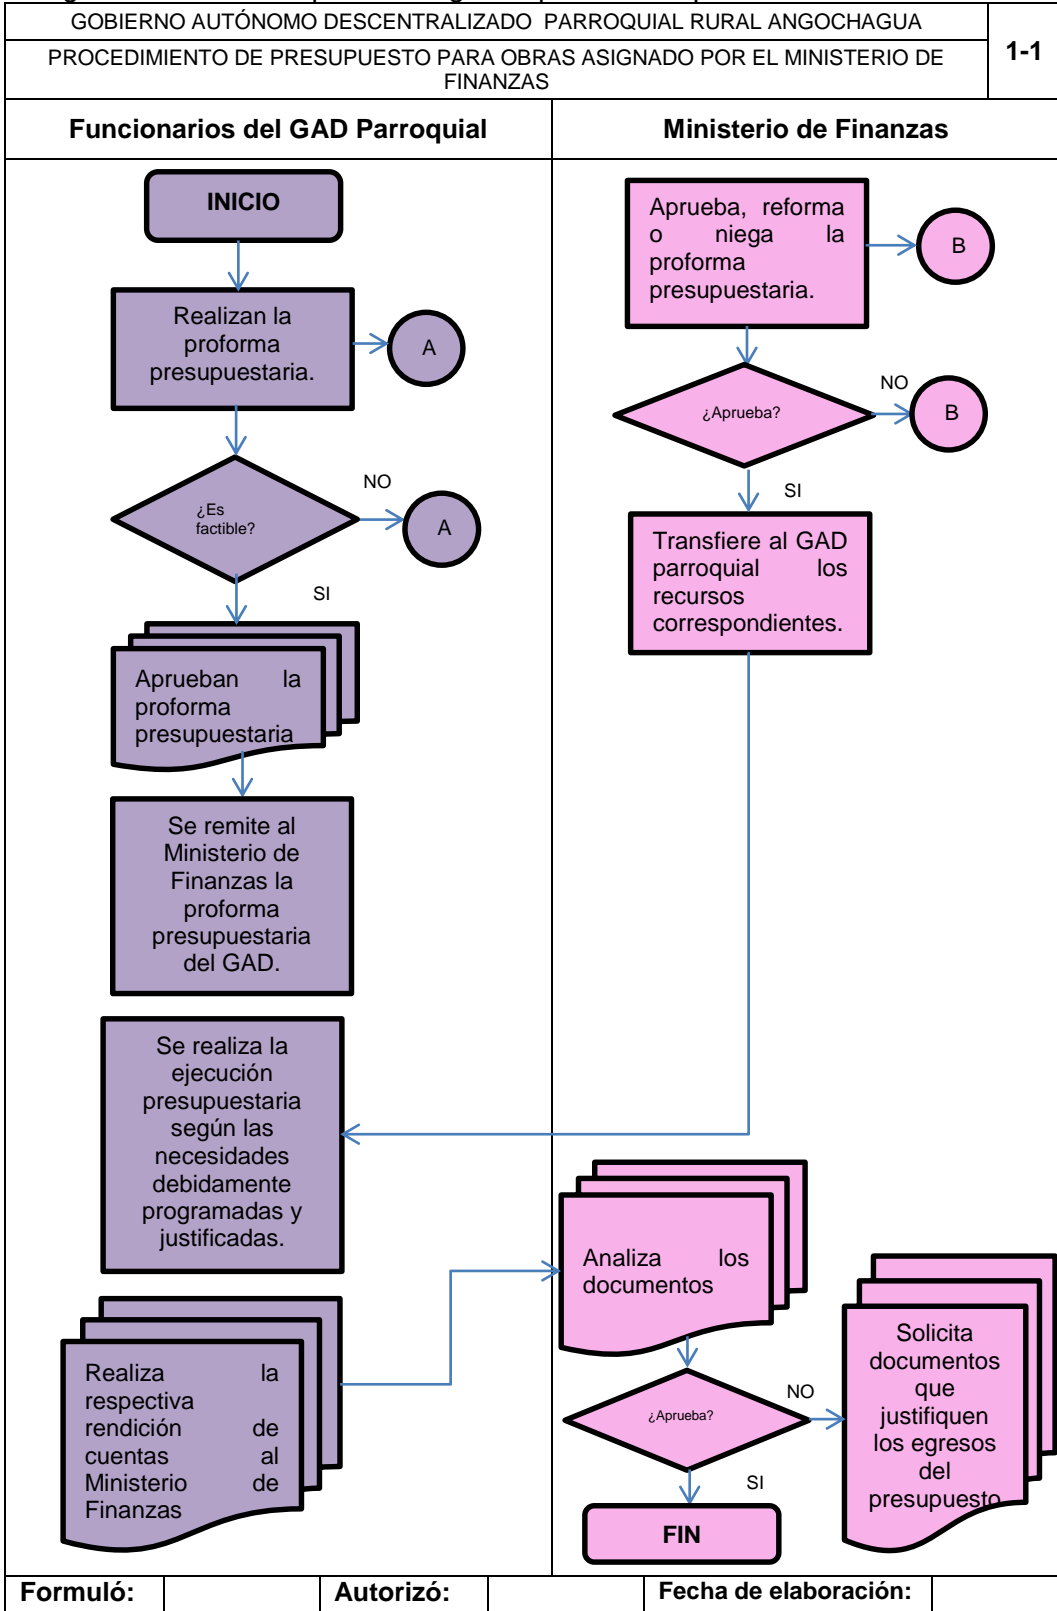 GOBIERNO AUTÓNOMO DESCENTRALIZADO PARROQUIAL RURAL ANGOCHAGUA
PROCEDIMIENTO DE PRESUPUESTO PARA OBRAS ASIGNADO POR EL MINISTERIO DE
FINANZAS
1-1
Funcionarios del GAD Parroquial
Ministerio de Finanzas
INICIO
Realizan la
proforma
presupuestaria.
A
¿Es
factible?
NO
A
SI
Aprueban la
proforma
presupuestaria
Se remite al
Ministerio de
Finanzas la
proforma
presupuestaria
del GAD.
Se realiza la
ejecución
presupuestaria
según las
necesidades
debidamente
programadas y
justificadas.
Realiza la
respectiva
rendición de
cuentas al
Ministerio de
Finanzas
Aprueba, reforma
o niega la
proforma
presupuestaria.
B
¿Aprueba?
NO
B
SI
Transfiere al GAD
parroquial los
recursos
correspondientes.
Analiza los
documentos
¿Aprueba?
NO
Solicita
documentos
que
justifiquen
los egresos
del
presupuesto
SI
FIN
Formuló:
Autorizó:
Fecha de elaboración: